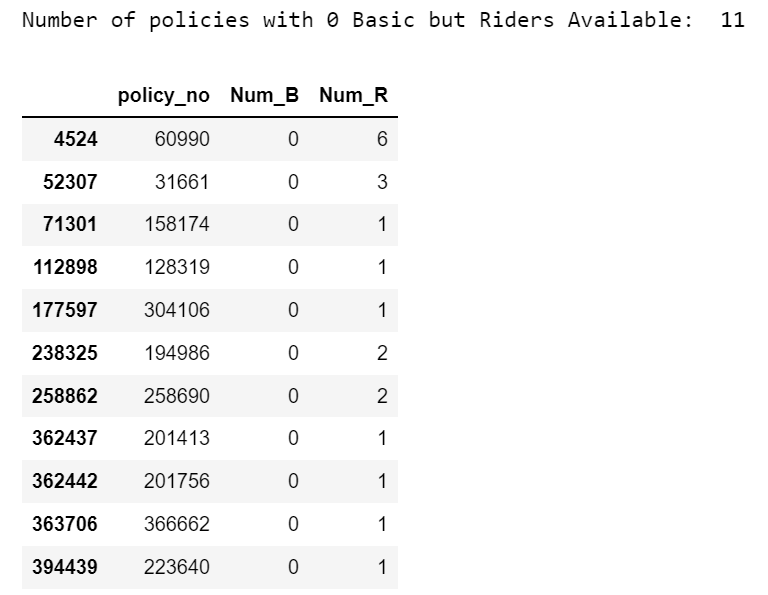 Number of policies with 0 Basic but Riders Available:  11
policy_no Num_B Num_R
4524 60990 0 6
52307 31661 0 3
71301 158174 0 1
112898 128319 0 1
177597 304106 0 1
238325 194986 0 2
258862 258690 0 2
362437 201413 0 1
362442 201756 0 1
363706 366662 0 1
394439 223640 0 1